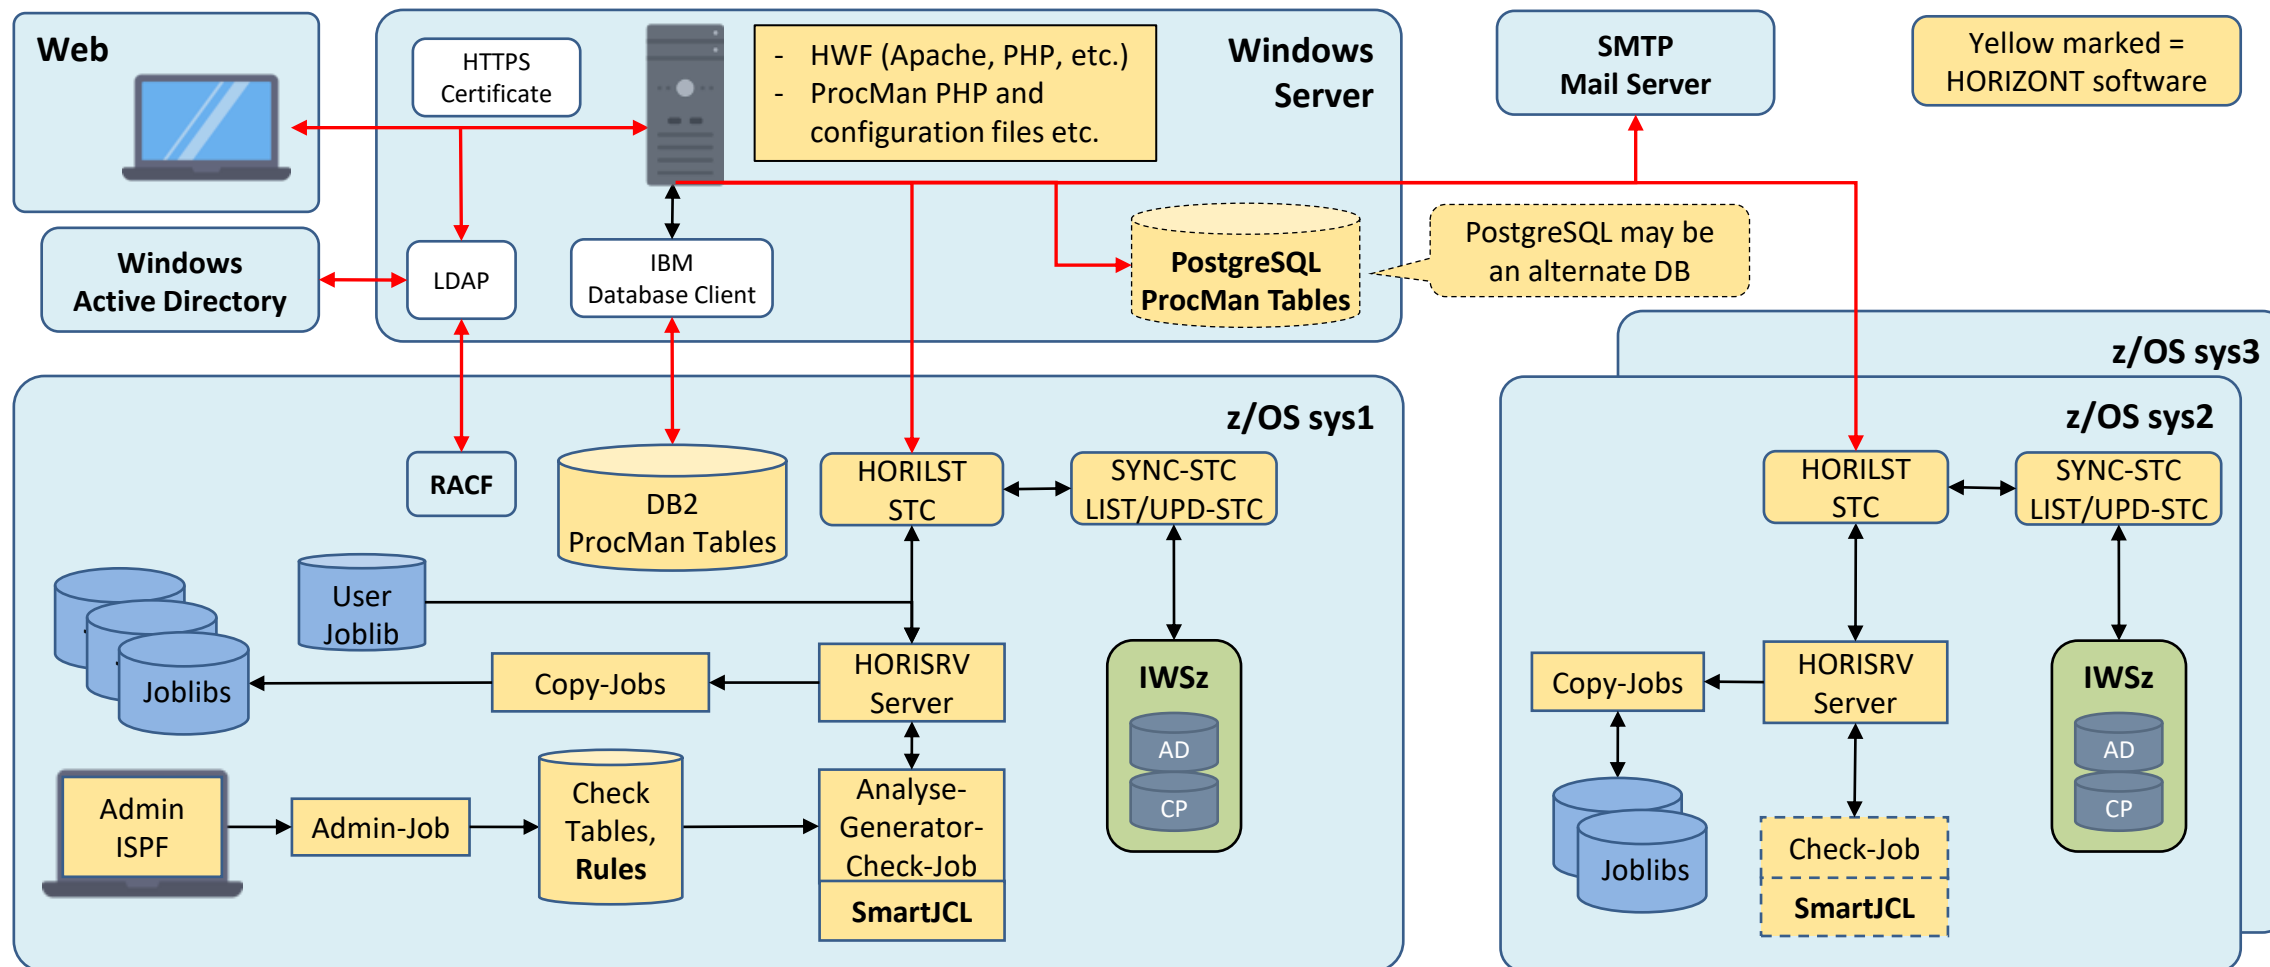 Web
HTTPS
Certificate
- HWF (Apache, PHP, etc.)
- ProcMan PHP and
configuration files etc.
Windows
Server
SMTP
Mail Server
Yellow marked =
HORIZONT software
Windows
Active Directory
LDAP
IBM
Database Client
PostgreSQL
ProcMan Tables
PostgreSQL may be
an alternate DB
z/OS sys1
RACF
DB2
ProcMan Tables
HORILST
STC
SYNC-STC
LIST/UPD-STC
User
Joblib
Joblibs
Copy-Jobs
HORISRV
Server
IWSz
AD
CP
Admin
ISPF
Admin-Job
Check
Tables,
Rules
Analyse-
Generator-
Check-Job
SmartJCL
z/OS sys3
z/OS sys2
HORILST
STC
SYNC-STC
LIST/UPD-STC
Copy-Jobs
HORISRV
Server
IWSz
AD
CP
Joblibs
Check-Job
SmartJCL